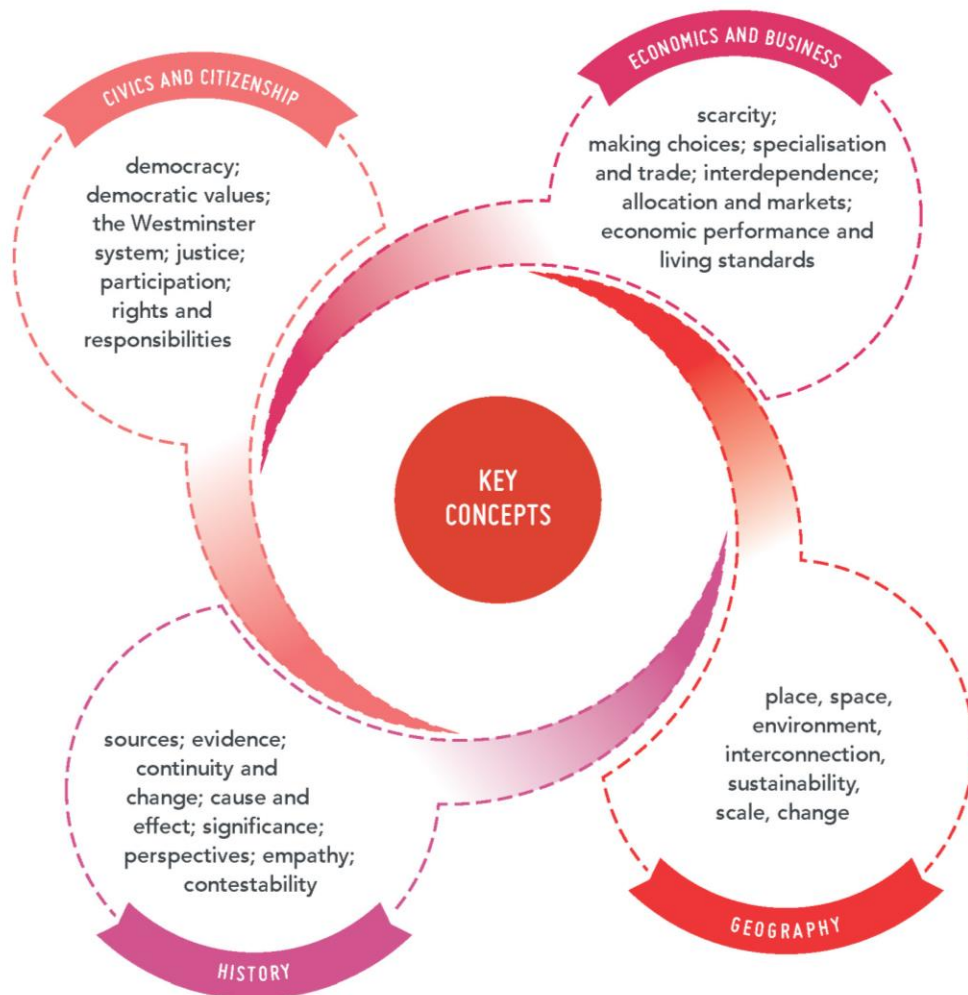 CIVICS AND CITIZENSHIP
democracy;
democratic values;
the Westminster
system; justice;
participation;
rights and
responsibilities
ECONOMICS AND BUSINESS
scarcity;
making choices; specialisation
and trade; interdependence;
allocation and markets;
economic performance and
living standards
KEY
CONCEPTS
sources; evidence;
continuity and
change; cause and
effect; significance;
perspectives; empathy;
contestability
HISTORY
place, space,
environment,
interconnection,
sustainability,
scale, change
GEOGRAPHY